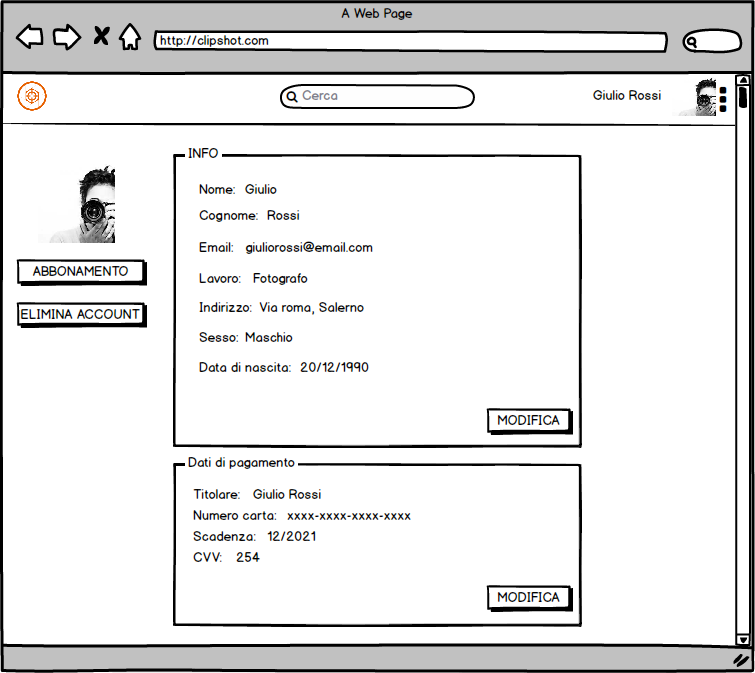 A Web Page
http://clipshot.com
Cerca
Giulio Rossi
ABBONAMENTO
ELIMINA ACCOUNT
INFO
Nome: Giulio
Cognome: Rossi
Email: giuliorossi@email.com
Lavoro: Fotografo
Indirizzo: Via roma, Salerno
Sesso: Maschio
Data di nascita: 20/12/1990
MODIFICA
Dati di pagamento
Titolare: Giulio Rossi
Numero carta: xxxx-xxxx-xxxx-xxxx
Scadenza: 12/2021
CVV: 254
MODIFICA